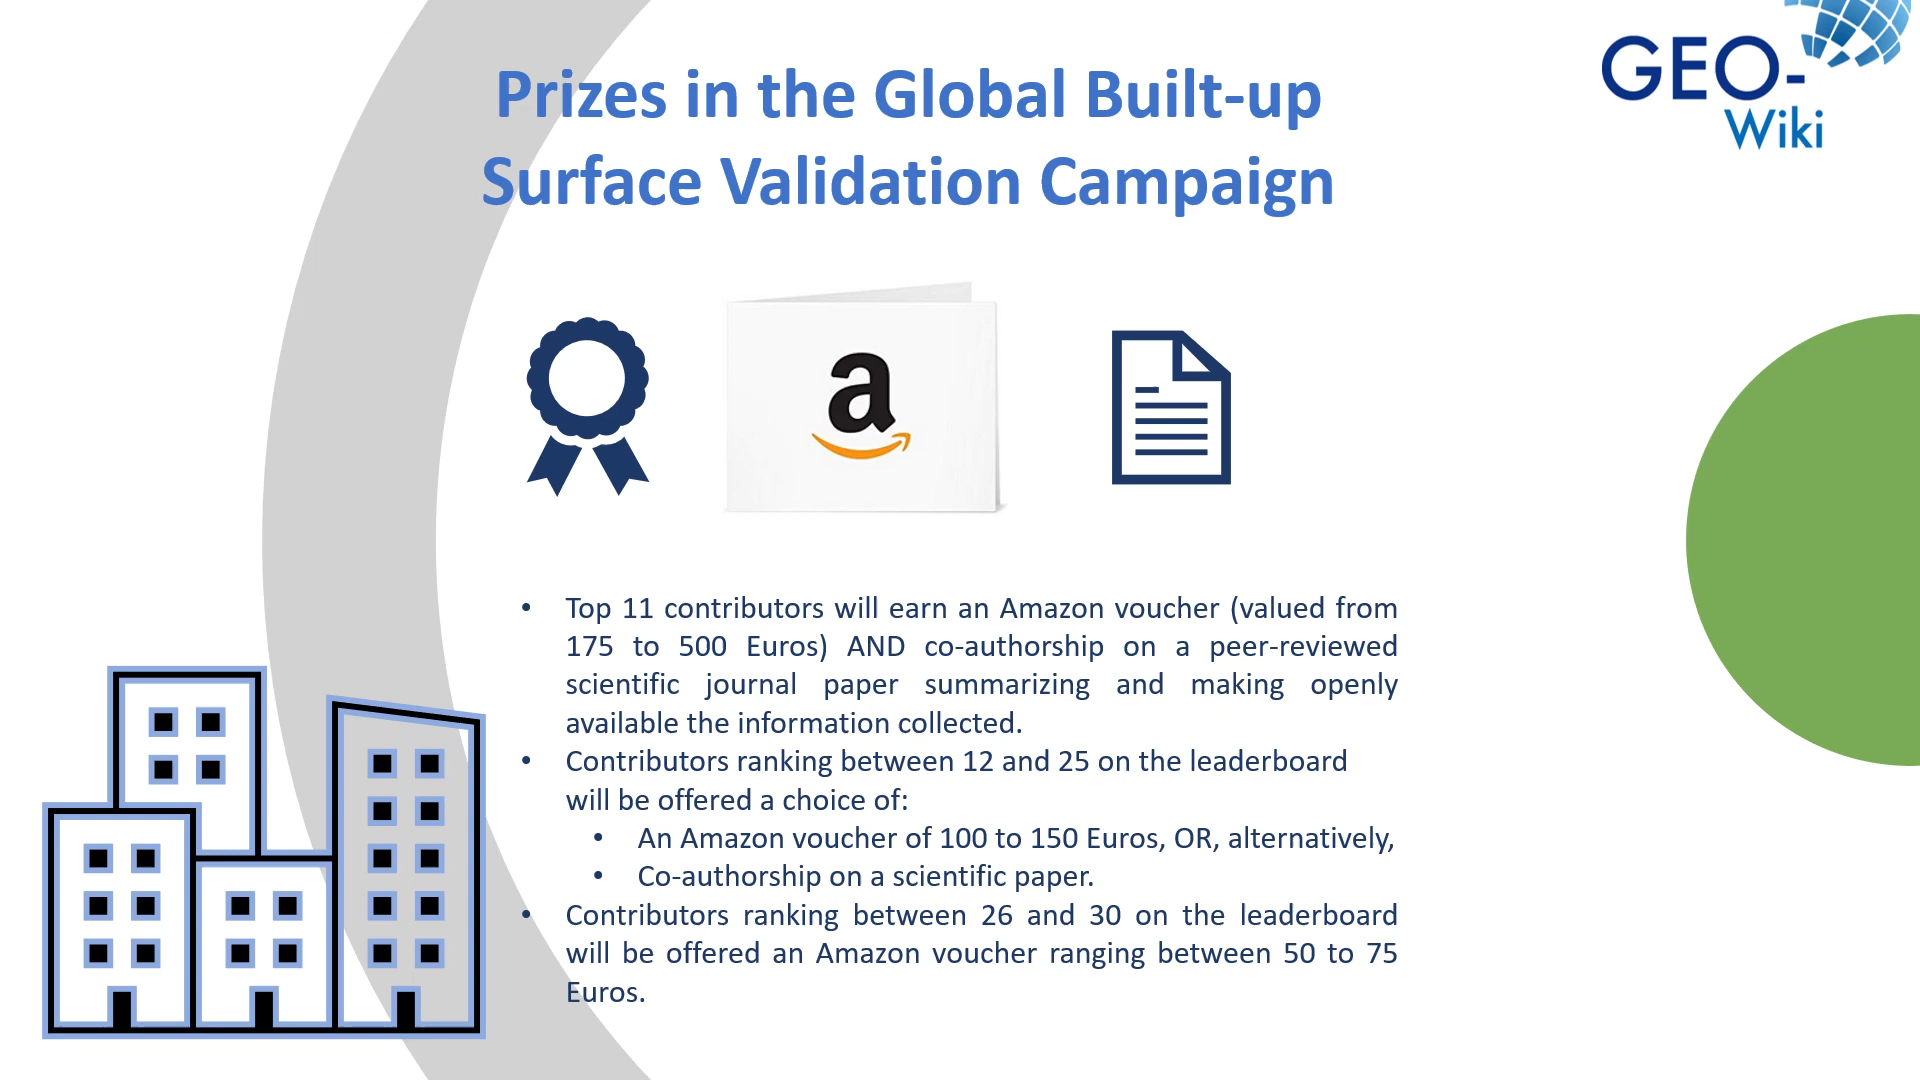 GEO-
Wiki
Prizes in the Global Built-up
Surface Validation Campaign
a
• Top 11 contributors will earn an Amazon voucher (valued from
175 to 500 Euros) AND co-authorship on a peer-reviewed
scientific journal paper summarizing and making openly
available the information collected.
• Contributors ranking between 12 and 25 on the leaderboard
will be offered a choice of:
• An Amazon voucher of 100 to 150 Euros, OR, alternatively,
• Co-authorship on a scientific paper.
• Contributors ranking between 26 and 30 on the leaderboard
will be offered an Amazon voucher ranging between 50 to 75
Euros.